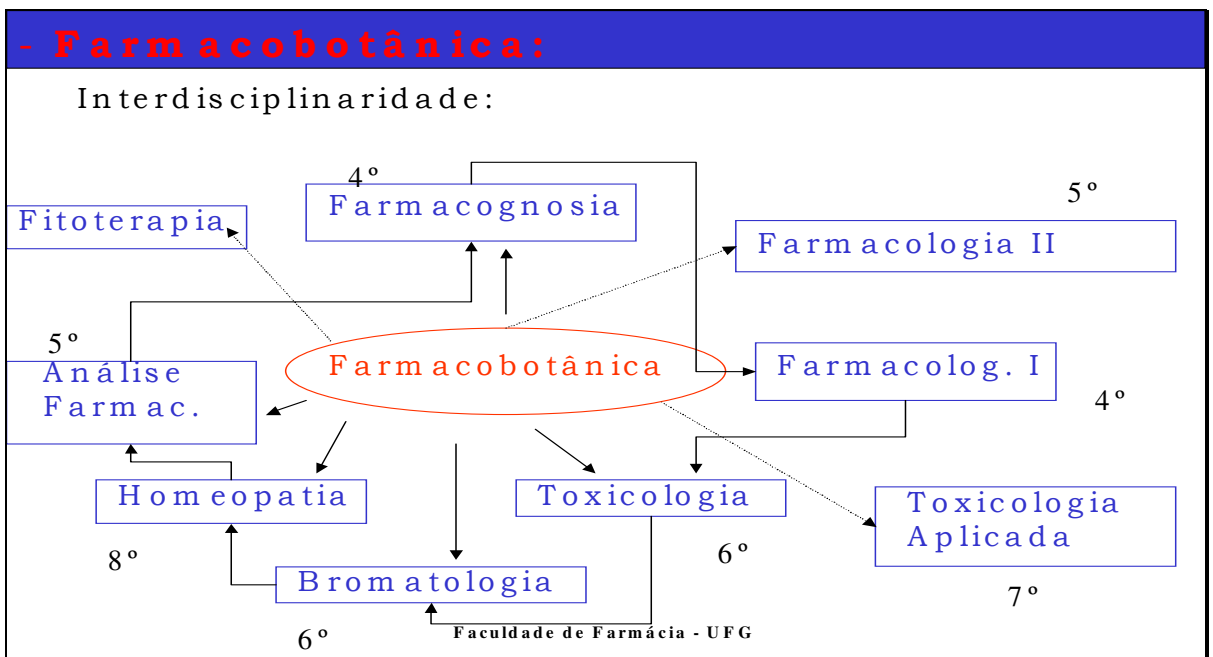 - Farmacobotânica:
Interdisciplinaridade:
4º
Farmacognosia
5º
Fitoterapia
Farmacologia II
5º
Análise
Farmac.
Farmacobotânica
Farmacolog. I
4º
Homeopatia
Toxicologia
Toxicologia
Aplicada
8º
6º
Bromatologia
7º
6º
Faculdade de Farmácia - UFG